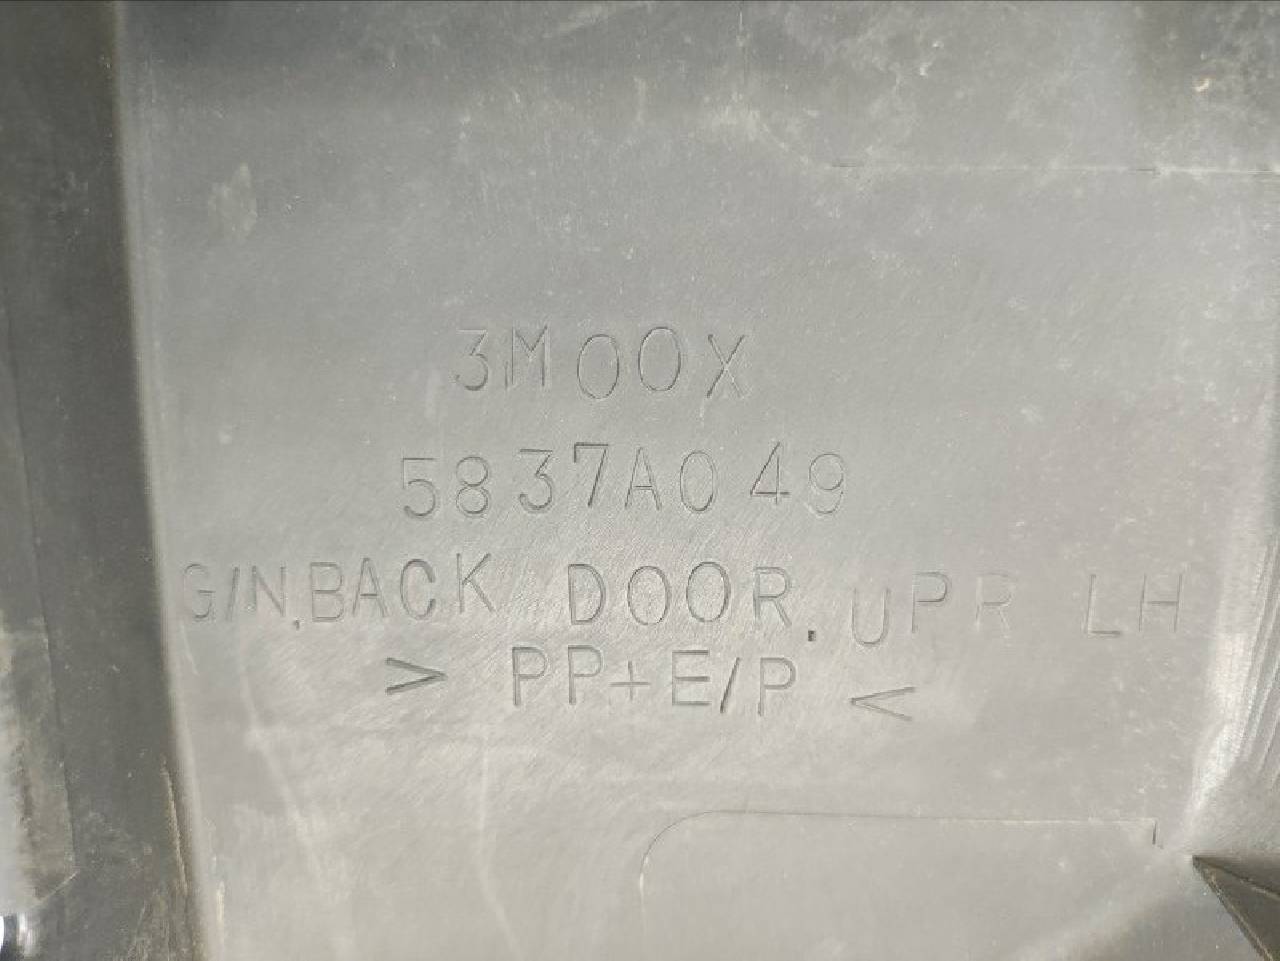 3M00X
5837A049
G/N,BACK DOOR, UPR LH
> PP+E/P <